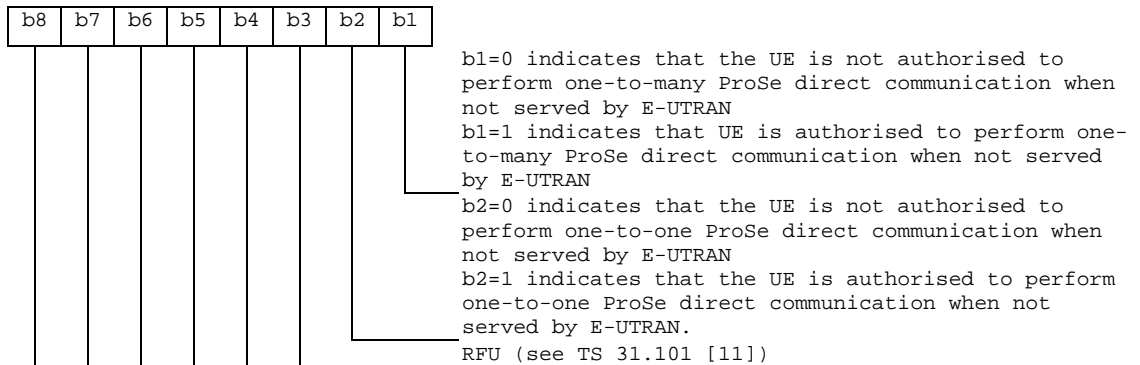 b8 b7 b6 b5 b4 b3 b2 b1
b1=0 indicates that the UE is not authorised to
perform one-to-many ProSe direct communication when
not served by E-UTRAN
b1=1 indicates that UE is authorised to perform one-
to-many ProSe direct communication when not served
by E-UTRAN
b2=0 indicates that the UE is not authorised to
perform one-to-one ProSe direct communication when
not served by E-UTRAN
b2=1 indicates that the UE is authorised to perform
one-to-one ProSe direct communication when not
served by E-UTRAN.
RFU (see TS 31.101 [11])